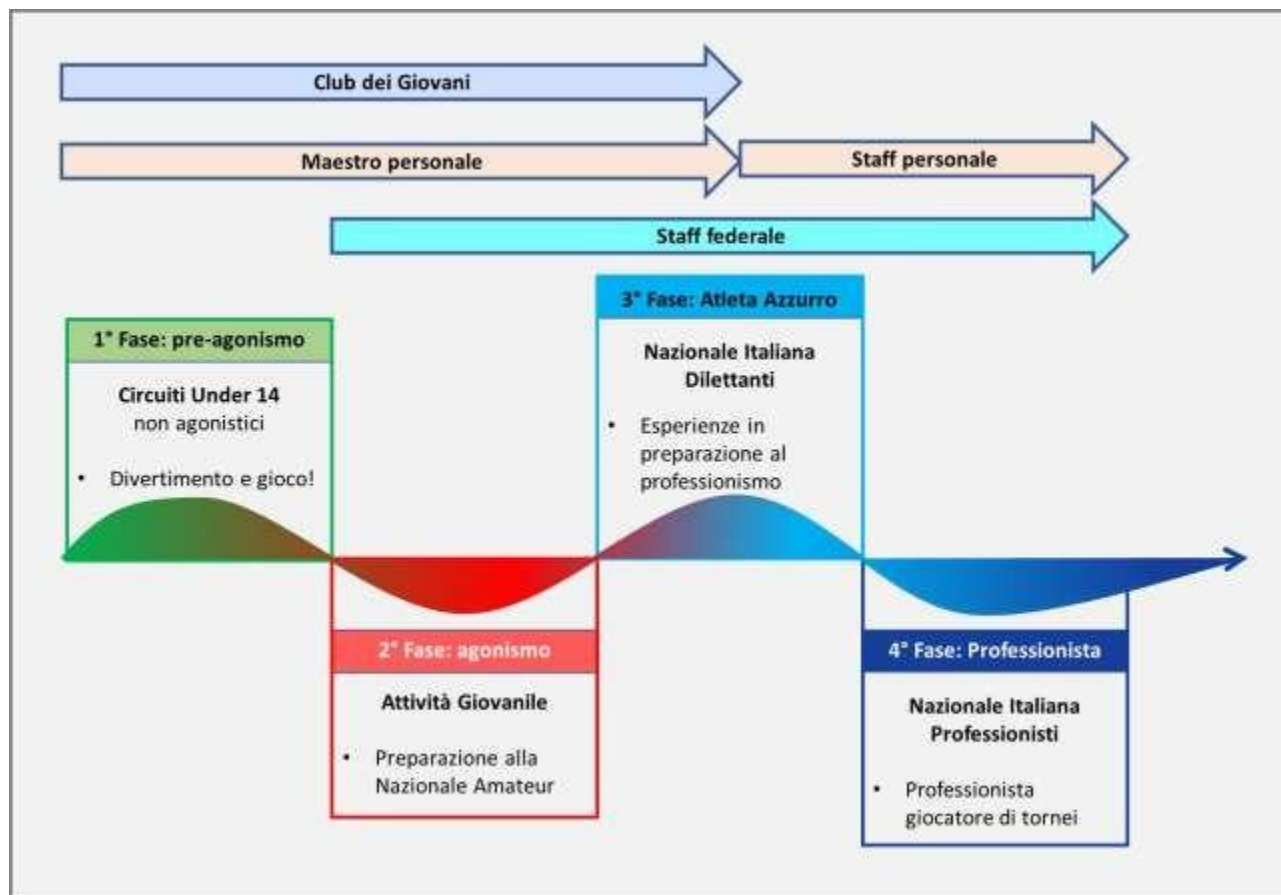 Club dei Giovani
Maestro personale
Staff personale
Staff federale
1° Fase: pre-agonismo
Circuiti Under 14
non agonistici
• Divertimento e gioco!
2° Fase: agonismo
Attività Giovanile
• Preparazione alla
Nazionale Amateur
3° Fase: Atleta Azzurro
Nazionale Italiana
Dilettanti
• Esperienze in
preparazione al
professionismo
4° Fase: Professionista
Nazionale Italiana
Professionisti
• Professionista
giocatore di tornei